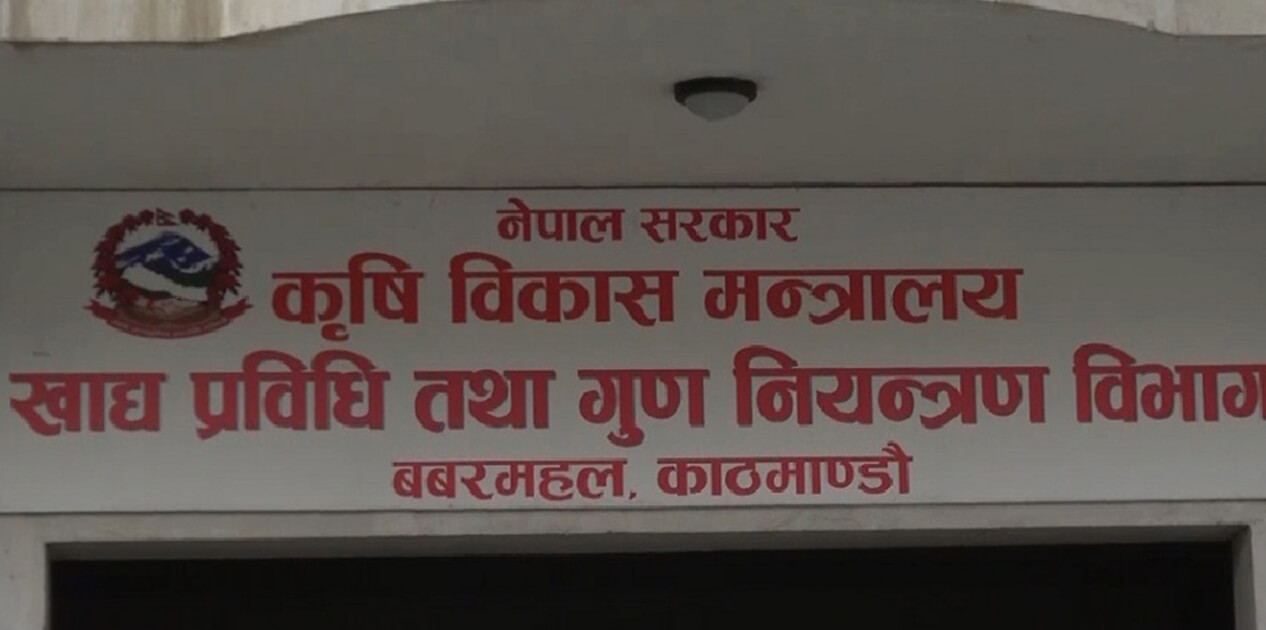 नेपाल सरकार
कृषि विकास मन्त्रालय
खाद्य प्रविधि तथा गुण नियन्त्रण विभाग
बबरमहल, काठमाण्डौ